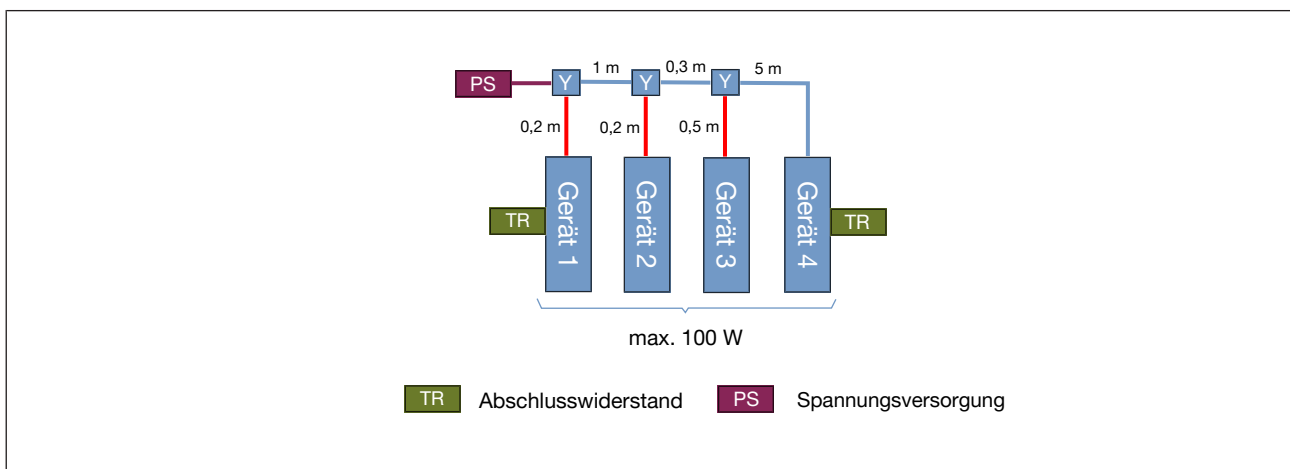 1 m
0,3 m
5 m
PS
Y
Y
Y
0,2 m
0,2 m
0,5 m
Gerät 1
Gerät 2
Gerät 3
Gerät 4
TR
TR
max. 100 W
TR Abschlusswiderstand PS Spannungsversorgung